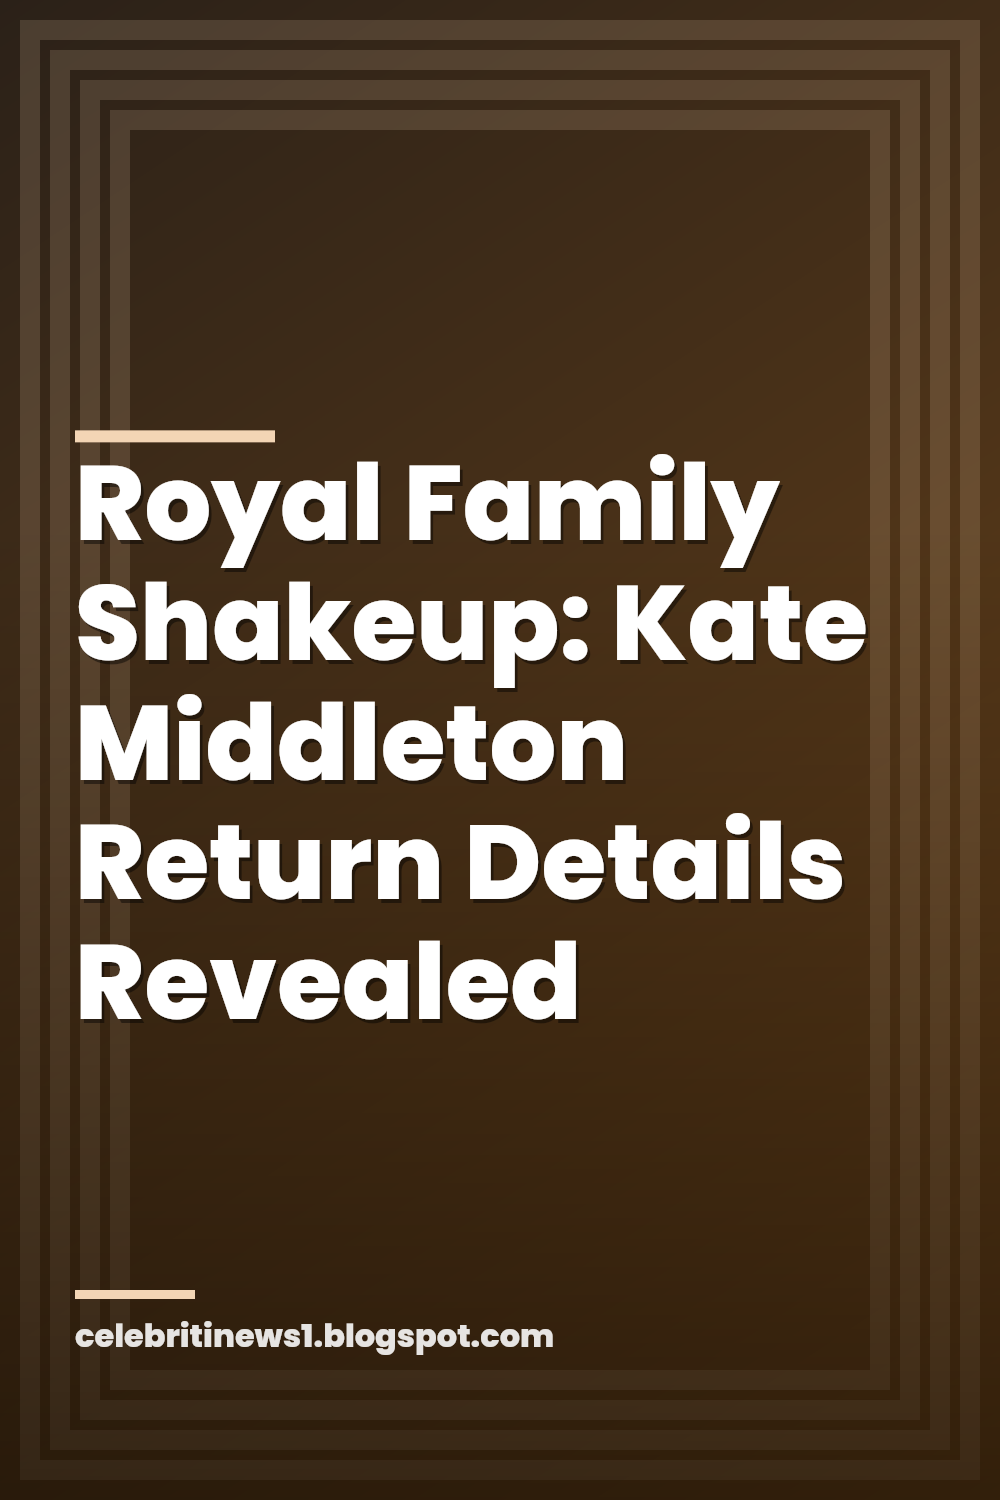 Royal Family
Shakeup: Kate
Middleton
Return Details
Revealed
celebritinews1.blogspot.com